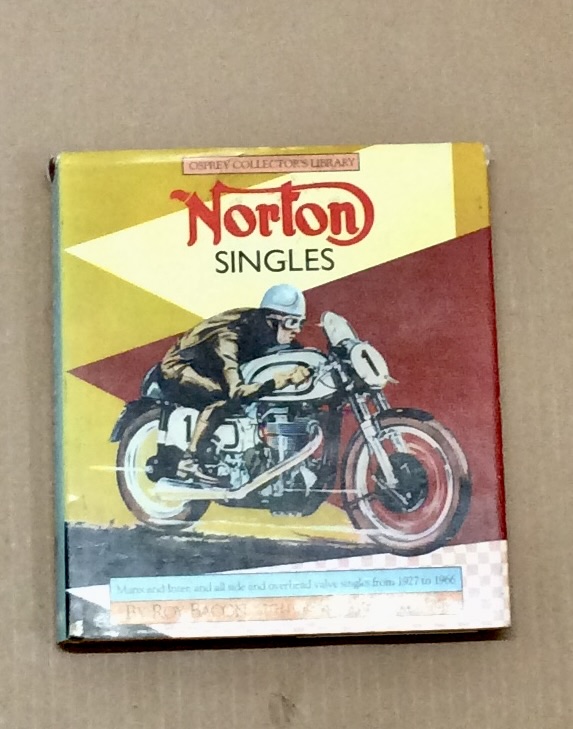 OSPREY COLLECTOR'S LIBRARY
Norton
SINGLES
1
1
Manx and Inter, and all side and overhead valve singles from 1927 to 1966
BY ROY BACON